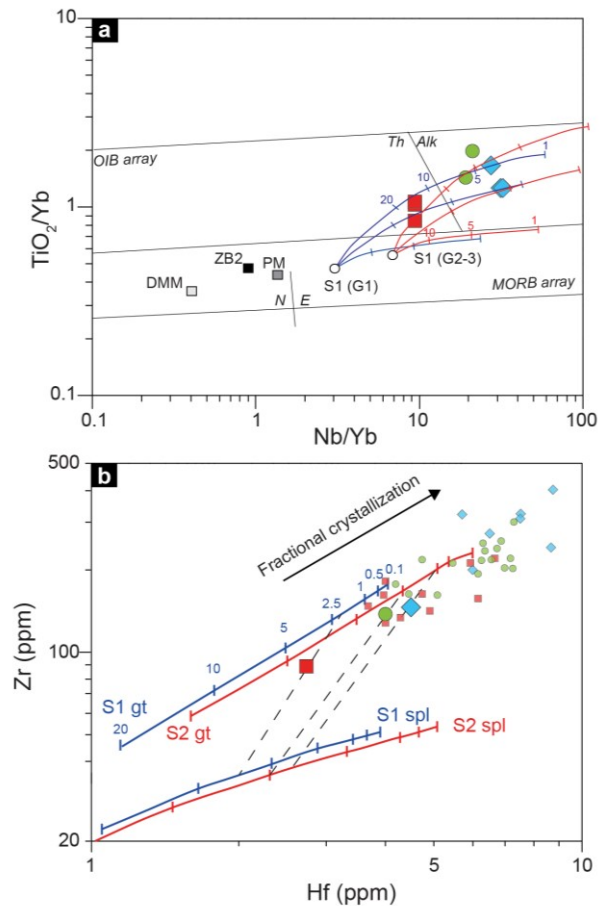 a
10
1
0.1
TiO₂/Yb
OIB array
Th
Alk
10
20
5
1
10
5
1
ZB2
PM
DMM
S1 (G1)
S1 (G2-3)
N
E
MORB array
0.1
1
10
100
Nb/Yb
b
500
100
20
Zr (ppm)
Fractional crystallization
0.1
0.5
1
2.5
5
10
20
S1 gt
S2 gt
S1 spl
S2 spl
1
5
10
Hf (ppm)